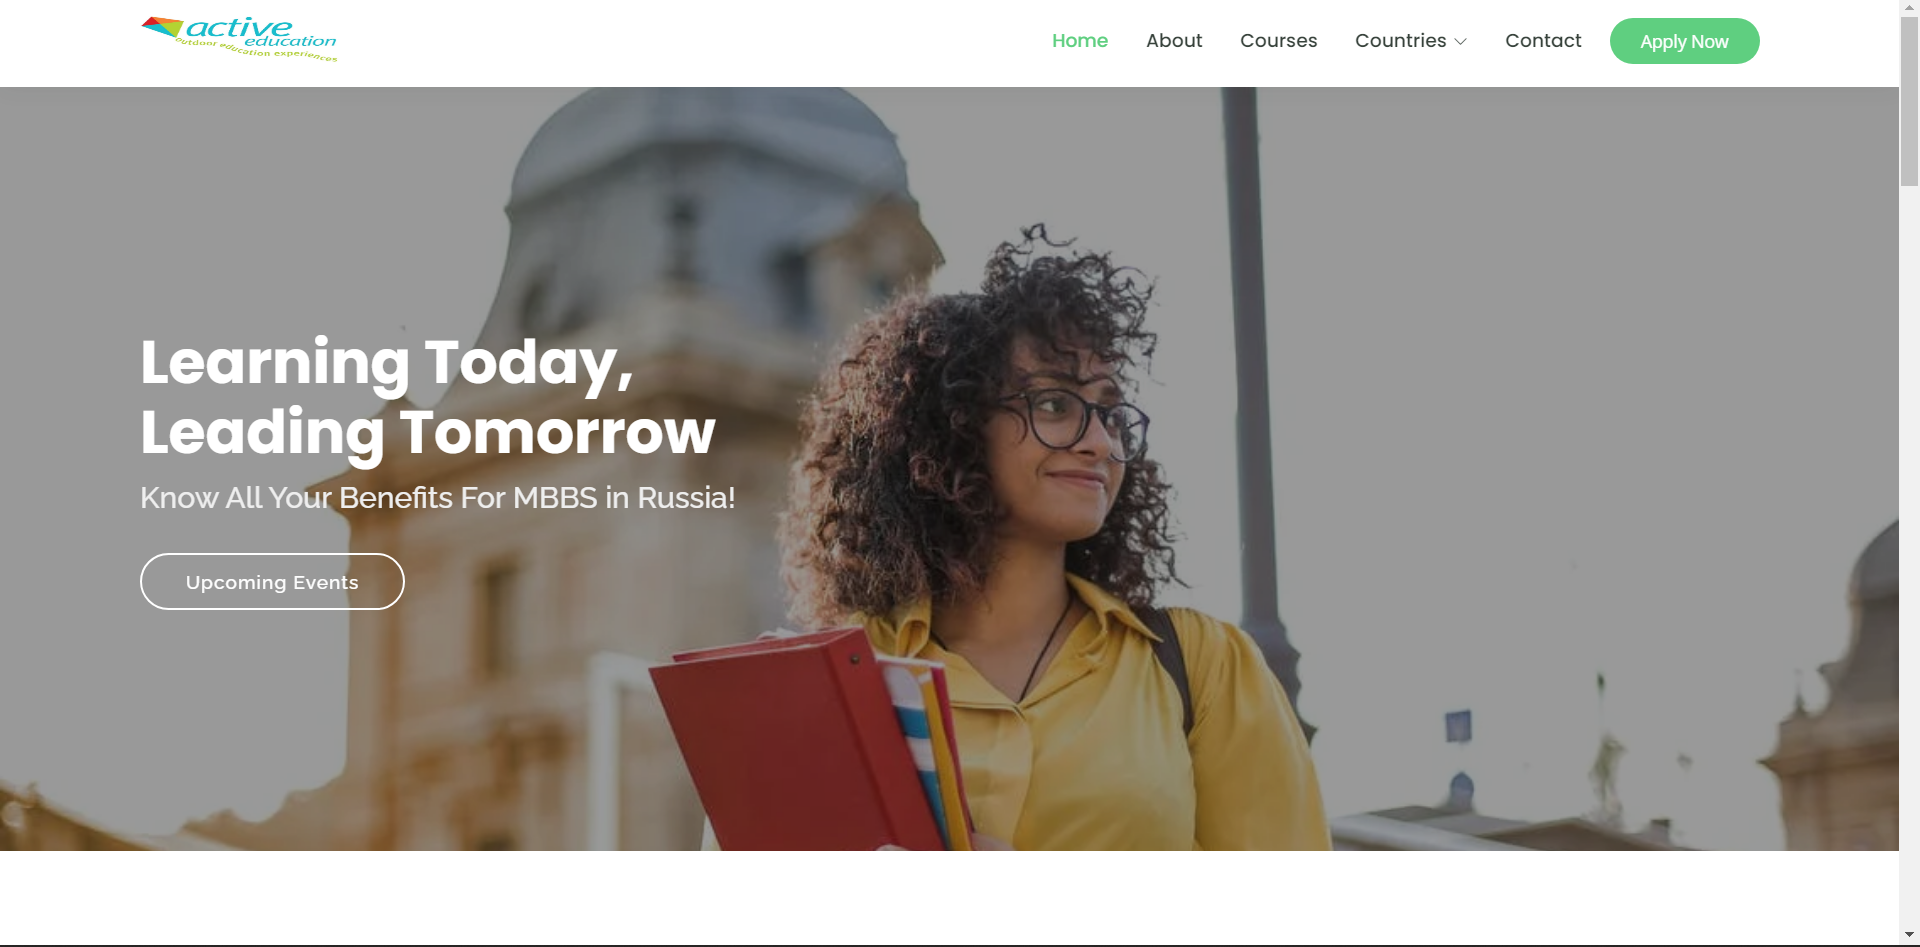 active
education
outdoor education experiences
Home
About
Courses
Countries
Contact
Apply Now
Learning Today,
Leading Tomorrow
Know All Your Benefits For MBBS in Russia!
Upcoming Events